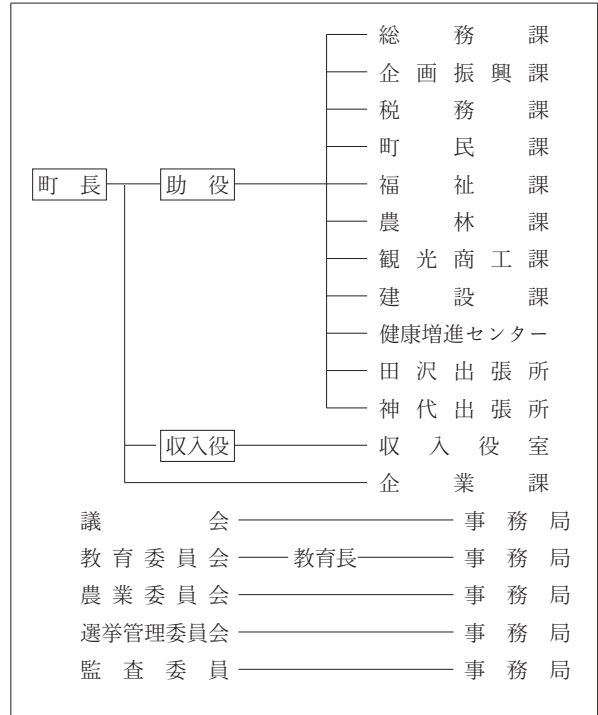 総務課
企画振興課
税務課
町民課
町長 助役 福祉課
農林課
観光商工課
建設課
健康増進センター
田沢出張所
神代出張所
収入役 収入役室
企業課
議会 事務局
教育委員会 教育長 事務局
農業委員会 事務局
選挙管理委員会 事務局
監査委員 事務局